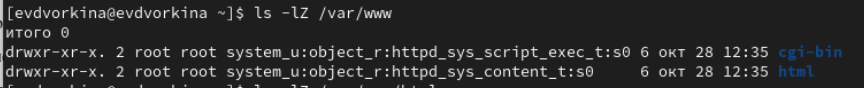 [evdvorkina@evdvorkina ~]$ ls -lZ /var/www
итого 0
drwxr-xr-x. 2 root root system_u:object_r:httpd_sys_script_exec_t:s0 6 окт 28 12:35 cgi-bin
drwxr-xr-x. 2 root root system_u:object_r:httpd_sys_content_t:s0     6 окт 28 12:35 html